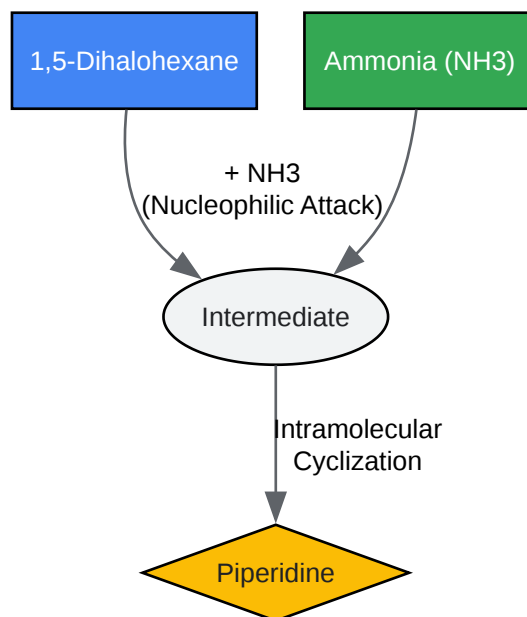 1,5-Dihalohexane
Ammonia (NH3)
+ NH3
(Nucleophilic Attack)
Intermediate
Intramolecular
Cyclization
Piperidine